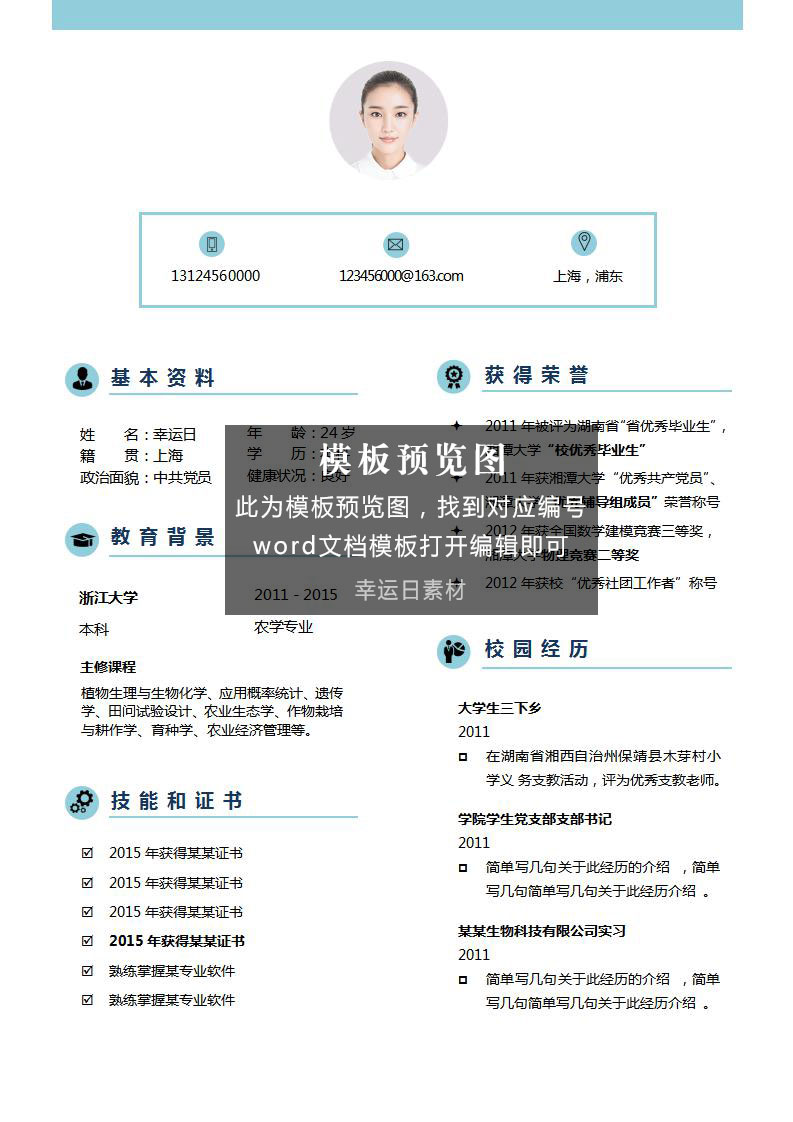 13124560000
123456000@163.com
上海，浦东
基本资料
姓 名：幸运日
年 龄：24 岁
籍 贯：上海
学 历：
政治面貌：中共党员
健康状况：良好
教育背景
浙江大学
2011 - 2015
本科
农学专业
主修课程
植物生理与生物化学、应用概率统计、遗传
学、田间试验设计、农业生态学、作物栽培
与耕作学、育种学、农业经济管理等。
技能和证书
2015 年获得某某证书
2015 年获得某某证书
2015 年获得某某证书
2015 年获得某某证书
熟练掌握某专业软件
熟练掌握某专业软件
获得荣誉
2011 年被评为湖南省“省优秀毕业生”，
湘潭大学“校优秀毕业生”
2011 年获湘潭大学“优秀共产党员”、
辅导组成员”荣誉称号
2012 年获全国数学建模竞赛三等奖，
湘潭大学物理竞赛二等奖
2012 年获校“优秀社团工作者”称号
校园经历
大学生三下乡
2011
在湖南省湘西自治州保靖县木芽村小
学义 务支教活动，评为优秀支教老师。
学院学生党支部支部书记
2011
简单写几句关于此经历的介绍 ，简单
写几句简单写几句关于此经历介绍 。
某某生物科技有限公司实习
2011
简单写几句关于此经历的介绍 ，简单
写几句简单写几句关于此经历介绍 。
模板预览图
此为模板预览图，找到对应编号
word文档模板打开编辑即可
幸运日素材